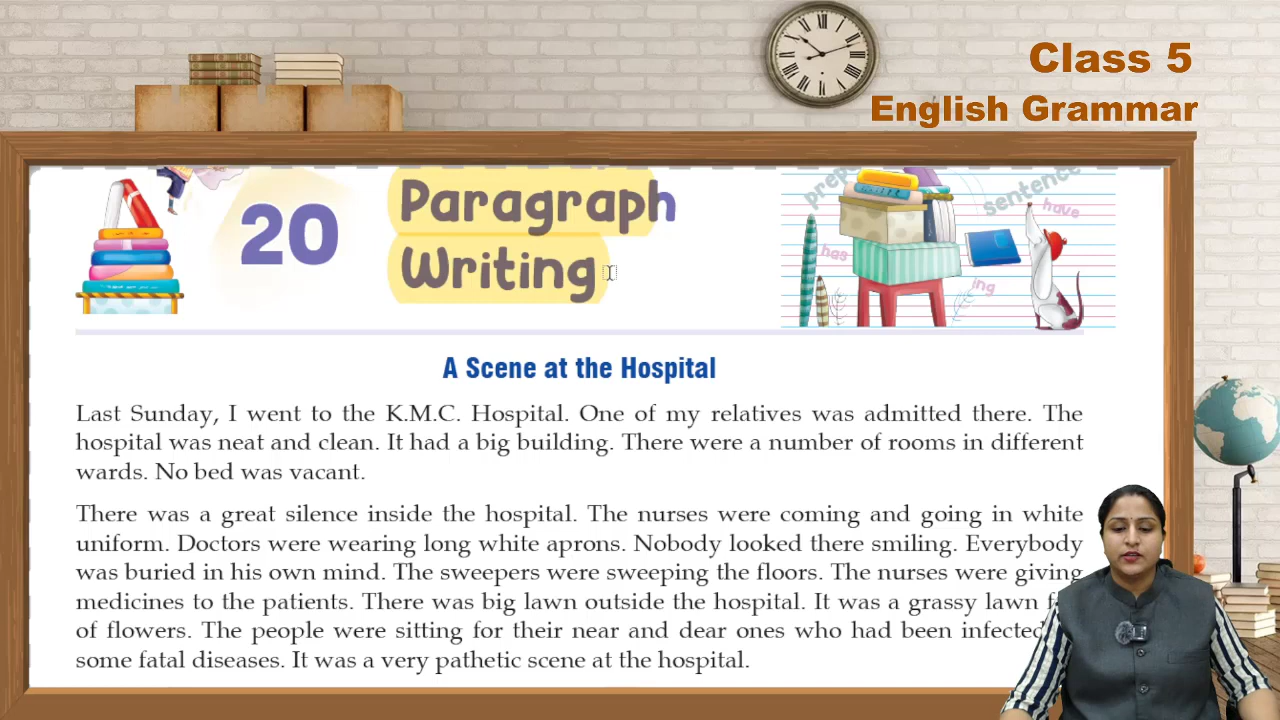 Class 5
English Grammar
20
Paragraph
Writing
sentence
have
has
ing
A Scene at the Hospital
Last Sunday, I went to the K.M.C. Hospital. One of my relatives was admitted there. The
hospital was neat and clean. It had a big building. There were a number of rooms in different
wards. No bed was vacant.
There was a great silence inside the hospital. The nurses were coming and going in white
uniform. Doctors were wearing long white aprons. Nobody looked there smiling. Everybody
was buried in his own mind. The sweepers were sweeping the floors. The nurses were giving
medicines to the patients. There was big lawn outside the hospital. It was a grassy lawn
of flowers. The people were sitting for their near and dear ones who had been infected
some fatal diseases. It was a very pathetic scene at the hospital.